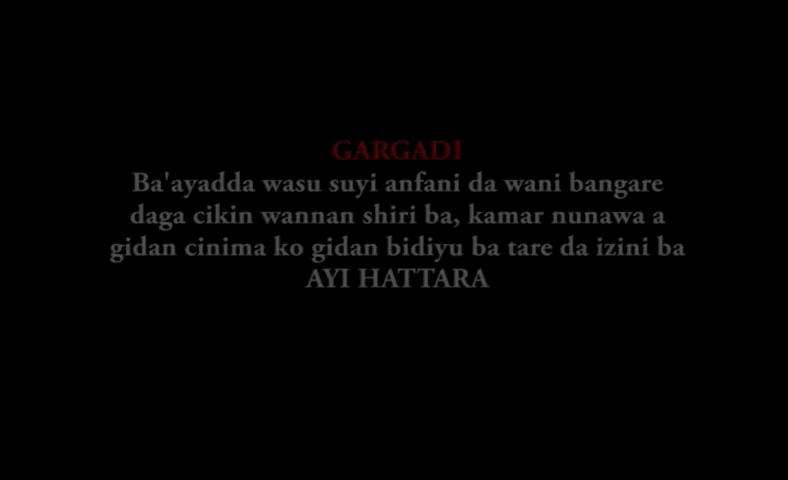 GARGADI
Ba'ayadda wasu suyi anfani da wani bangare
daga cikin wannan shiri ba, kamar nunawa a
gidan cinima ko gidan bidiyu ba tare da izini ba
AYI HATTARA